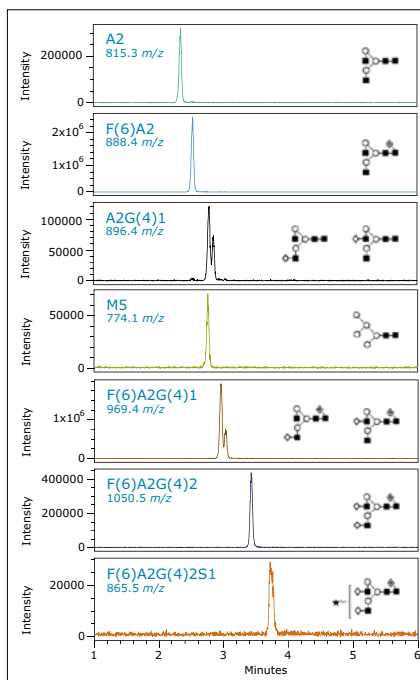 A2
815.3 m/z
Intensity
200000
0
F(6)A2
888.4 m/z
Intensity
2x10⁶
1x10⁶
0
A2G(4)1
896.4 m/z
Intensity
100000
50000
0
M5
774.1 m/z
Intensity
50000
0
F(6)A2G(4)1
969.4 m/z
Intensity
1x10⁶
0
F(6)A2G(4)2
1050.5 m/z
Intensity
400000
200000
0
F(6)A2G(4)2S1
865.5 m/z
Intensity
20000
0
1 2 3 4 5 6
Minutes